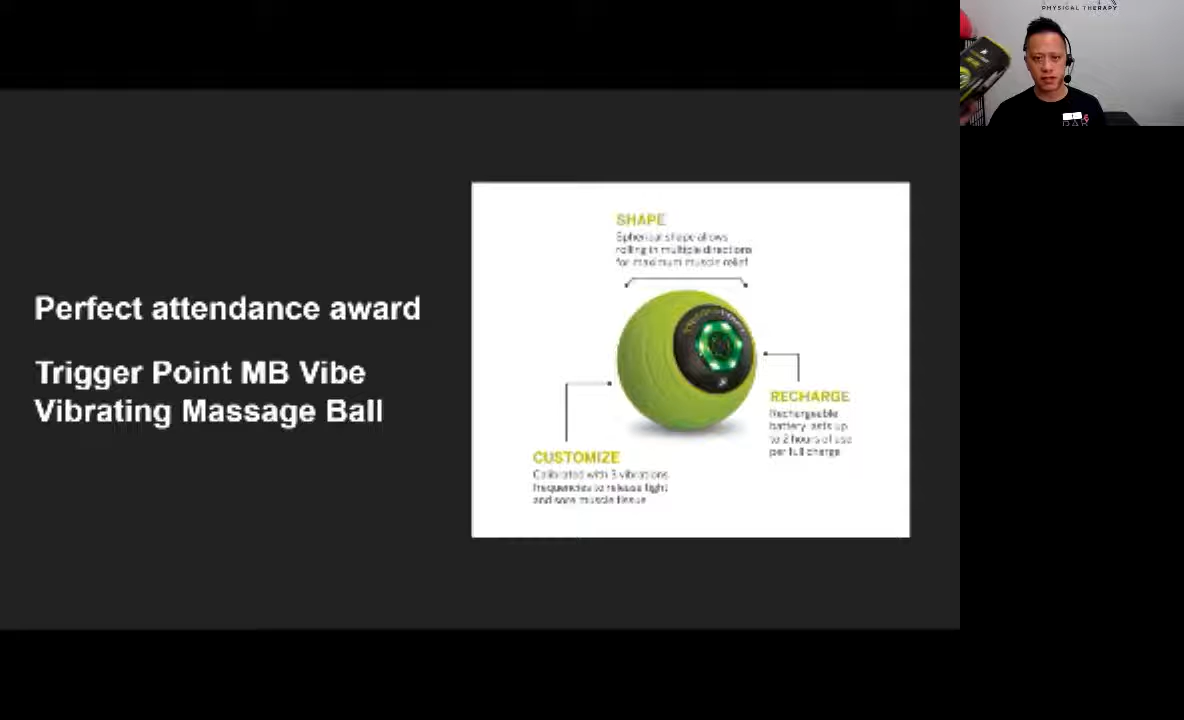 PHYSICAL THERAPY
SHAPE
Spherical shape allows
rolling in multiple directions
for maximum muscle relief
Perfect attendance award
Trigger Point MB Vibe
Vibrating Massage Ball
RECHARGE
Rechargeable
battery lasts up
to 2 hours of use
per full charge
CUSTOMIZE
Calibrated with 3 vibrations
frequencies to release tight
and sore muscle tissue